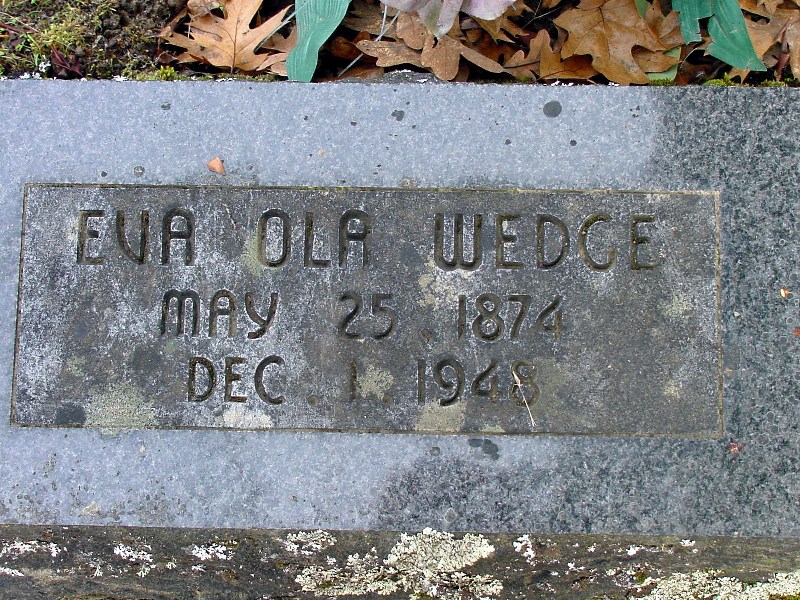 EVA OLA WEDGE
MAY 25, 1874
DEC. 1, 1948